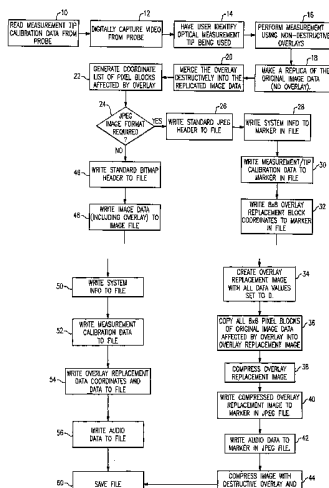 10
12
14
16
READ MEASUREMENT TIP
CALIBRATION DATA FROM
PROBE
DIGITALLY CAPTURE VIDEO
FROM PROBE
HAVE USER IDENTIFY
OPTICAL MEASUREMENT
TIP BEING USED
PERFORM MEASUREMENT
USING NON-DESTRUCTIVE
OVERLAYS
22
20
18
GENERATE COORDINATE
LIST OF PIXEL BLOCKS
AFFECTED BY OVERLAY
MERGE THE OVERLAY
DESTRUCTIVELY INTO THE
REPLICATED IMAGE DATA
MAKE A REPLICA OF THE
ORIGINAL IMAGE DATA
(NO OVERLAY).
24
JPEG
IMAGE FORMAT
REQUIRED
?
YES
NO
26
WRITE STANDARD JPEG
HEADER TO FILE
28
WRITE SYSTEM INFO TO
MARKER IN FILE
46
WRITE STANDARD BITMAP
HEADER TO FILE
30
WRITE MEASUREMENT/TIP
CALIBRATION DATA TO
MARKER IN FILE
48
WRITE IMAGE DATA
(INCLUDING OVERLAY) TO
IMAGE FILE
32
WRITE 8x8 OVERLAY
REPLACEMENT BLOCK
COORDINATES TO MARKER
IN FILE
50
WRITE SYSTEM
INFO TO FILE
34
CREATE OVERLAY
REPLACEMENT IMAGE
WITH ALL DATA VALUES
SET TO 0.
52
WRITE MEASUREMENT
CALIBRATION DATA
TO FILE
36
COPY ALL 8x8 PIXEL BLOCKS
OF ORIGINAL IMAGE DATA
AFFECTED BY OVERLAY INTO
OVERLAY REPLACEMENT IMAGE
54
WRITE OVERLAY REPLACEMENT
DATA COORDINATES AND
DATA TO FILE
38
COMPRESS OVERLAY
REPLACEMENT IMAGE
40
WRITE COMPRESSED OVERLAY
REPLACEMENT IMAGE TO
MARKER IN JPEG FILE
56
WRITE AUDIO
DATA TO FILE
42
WRITE AUDIO DATA TO
MARKER IN JPEG FILE.
60
SAVE FILE
44
COMPRESS IMAGE WITH
DESTRUCTIVE OVERLAY AND